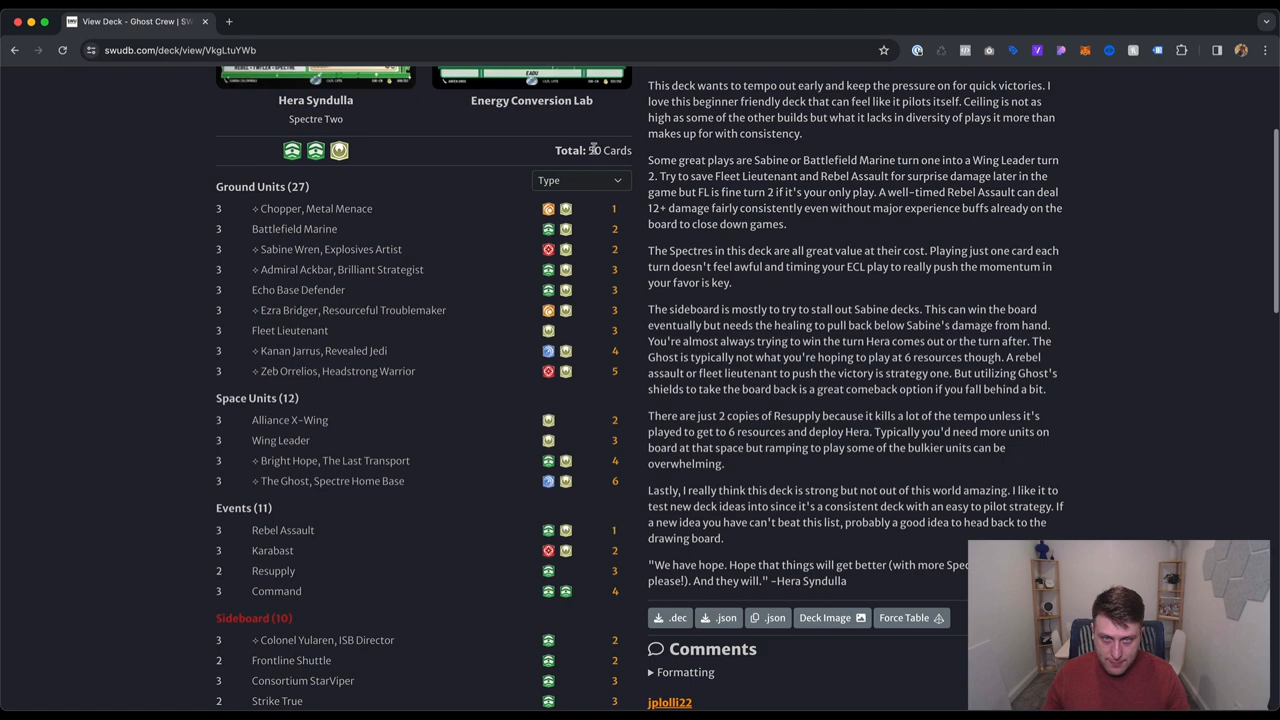 View Deck - Ghost Crew | SW
swudb.com/deck/view/VkgLtuYWb
Hera Syndulla
Spectre Two
EADU
Energy Conversion Lab
Total: 50 Cards
Type
Ground Units (27)
3 Chopper, Metal Menace 1
3 Battlefield Marine 2
3 Sabine Wren, Explosives Artist 2
3 Admiral Ackbar, Brilliant Strategist 3
3 Echo Base Defender 3
3 Ezra Bridger, Resourceful Troublemaker 3
3 Fleet Lieutenant 3
3 Kanan Jarrus, Revealed Jedi 4
3 Zeb Orrelios, Headstrong Warrior 5
Space Units (12)
3 Alliance X-Wing 2
3 Wing Leader 3
3 Bright Hope, The Last Transport 4
3 The Ghost, Spectre Home Base 6
Events (11)
3 Rebel Assault 1
3 Karabast 2
2 Resupply 3
3 Command 4
Sideboard (10)
3 Colonel Yularen, ISB Director 2
2 Frontline Shuttle 2
3 Consortium StarViper 3
2 Strike True 3
This deck wants to tempo out early and keep the pressure on for quick victories. I
love this beginner friendly deck that can feel like it pilots itself. Ceiling is not as
high as some of the other builds but what it lacks in diversity of plays it more than
makes up for with consistency.
Some great plays are Sabine or Battlefield Marine turn one into a Wing Leader turn
2. Try to save Fleet Lieutenant and Rebel Assault for surprise damage later in the
game but FL is fine turn 2 if it's your only play. A well-timed Rebel Assault can deal
12+ damage fairly consistently even without major experience buffs already on the
board to close down games.
The Spectres in this deck are all great value at their cost. Playing just one card each
turn doesn't feel awful and timing your ECL play to really push the momentum in
your favor is key.
The sideboard is mostly to try to stall out Sabine decks. This can win the board
eventually but needs the healing to pull back below Sabine's damage from hand.
You're almost always trying to win the turn Hera comes out or the turn after. The
Ghost is typically not what you're hoping to play at 6 resources though. A rebel
assault or fleet lieutenant to push the victory is strategy one. But utilizing Ghost's
shields to take the board back is a great comeback option if you fall behind a bit.
There are just 2 copies of Resupply because it kills a lot of the tempo unless it's
played to get to 6 resources and deploy Hera. Typically you'd need more units on
board at that space but ramping to play some of the bulkier units can be
overwhelming.
Lastly, I really think this deck is strong but not out of this world amazing. I like it to
test new deck ideas into since it's a consistent deck with an easy to pilot strategy. If
a new idea you have can't beat this list, probably a good idea to head back to the
drawing board.
"We have hope. Hope that things will get better (with more Spec
please!). And they will." -Hera Syndulla
.dec .json .json Deck Image Force Table
Comments
Formatting
jplolli22